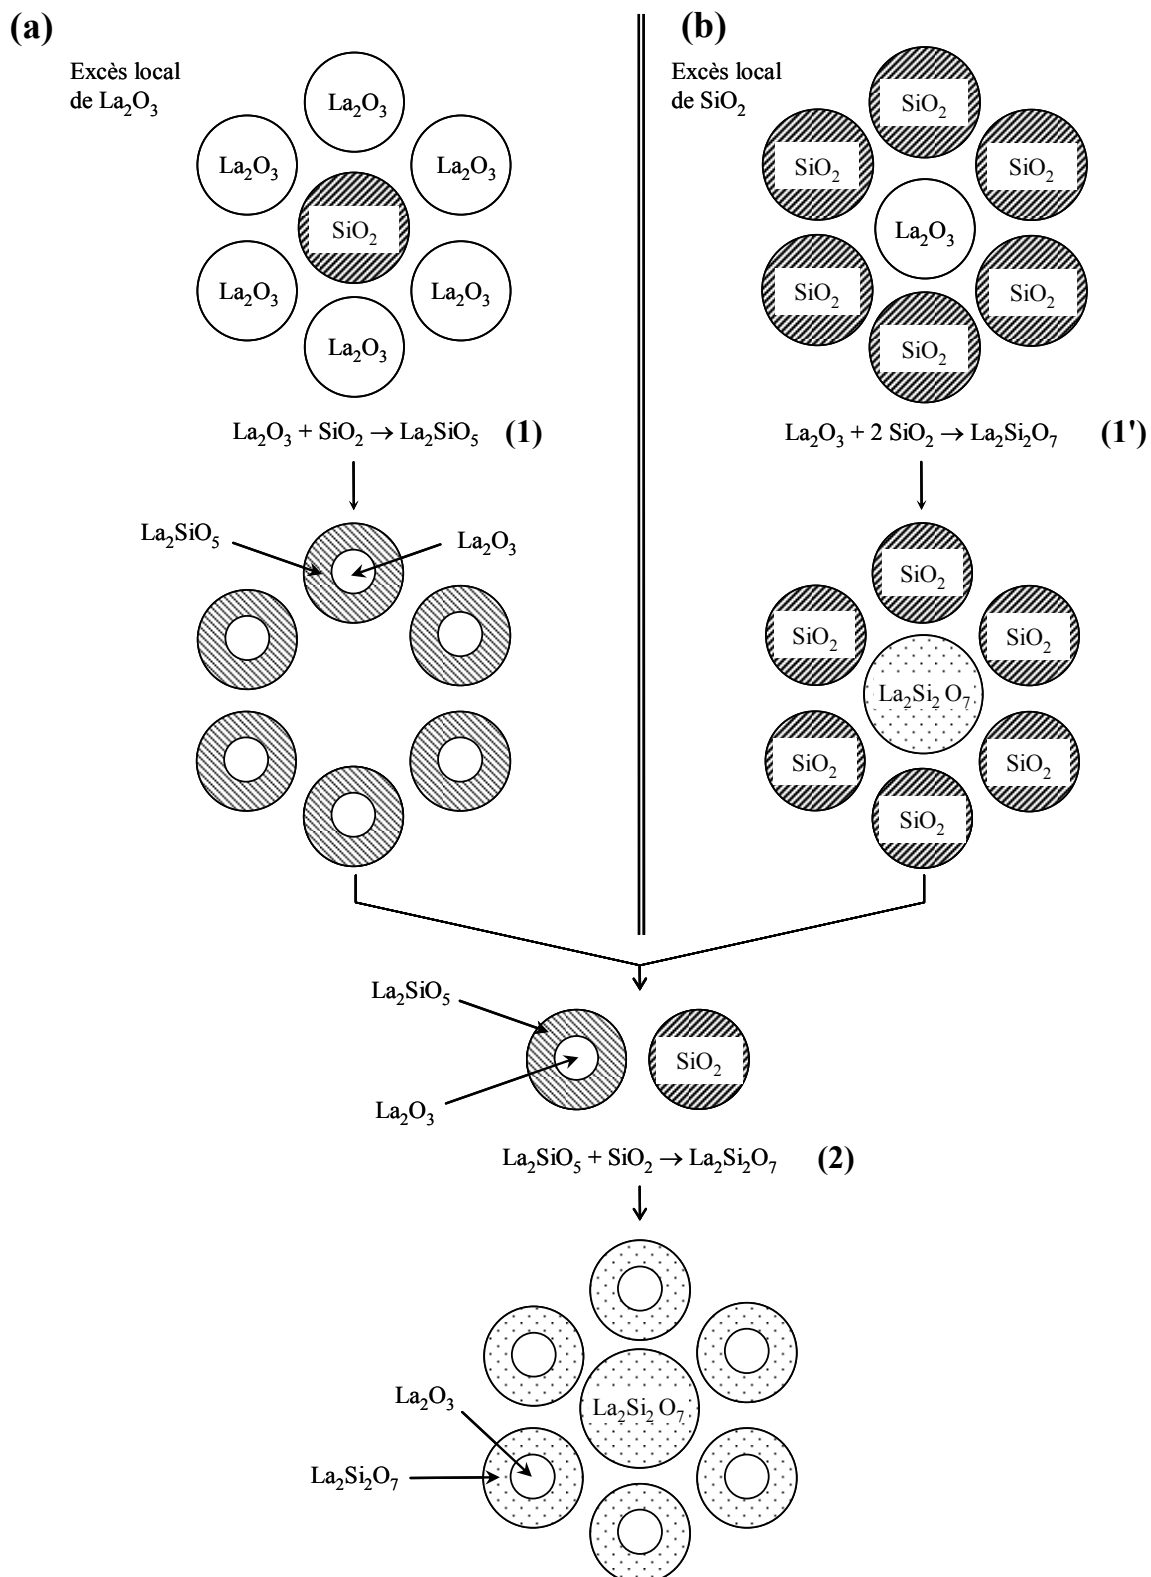 (a)
Excès local
de La₂O₃
La₂O₃
La₂O₃
La₂O₃
SiO₂
La₂O₃
La₂O₃
La₂O₃
La₂O₃ + SiO₂ → La₂SiO₅ (1)
La₂SiO₅
La₂O₃
(b)
Excès local
de SiO₂
SiO₂
SiO₂
SiO₂
La₂O₃
SiO₂
SiO₂
SiO₂
La₂O₃ + 2 SiO₂ → La₂Si₂O₇ (1')
SiO₂
SiO₂
SiO₂
La₂Si₂O₇
SiO₂
SiO₂
SiO₂
La₂SiO₅
SiO₂
La₂O₃
La₂SiO₅ + SiO₂ → La₂Si₂O₇ (2)
La₂O₃
La₂Si₂O₇
La₂Si₂O₇